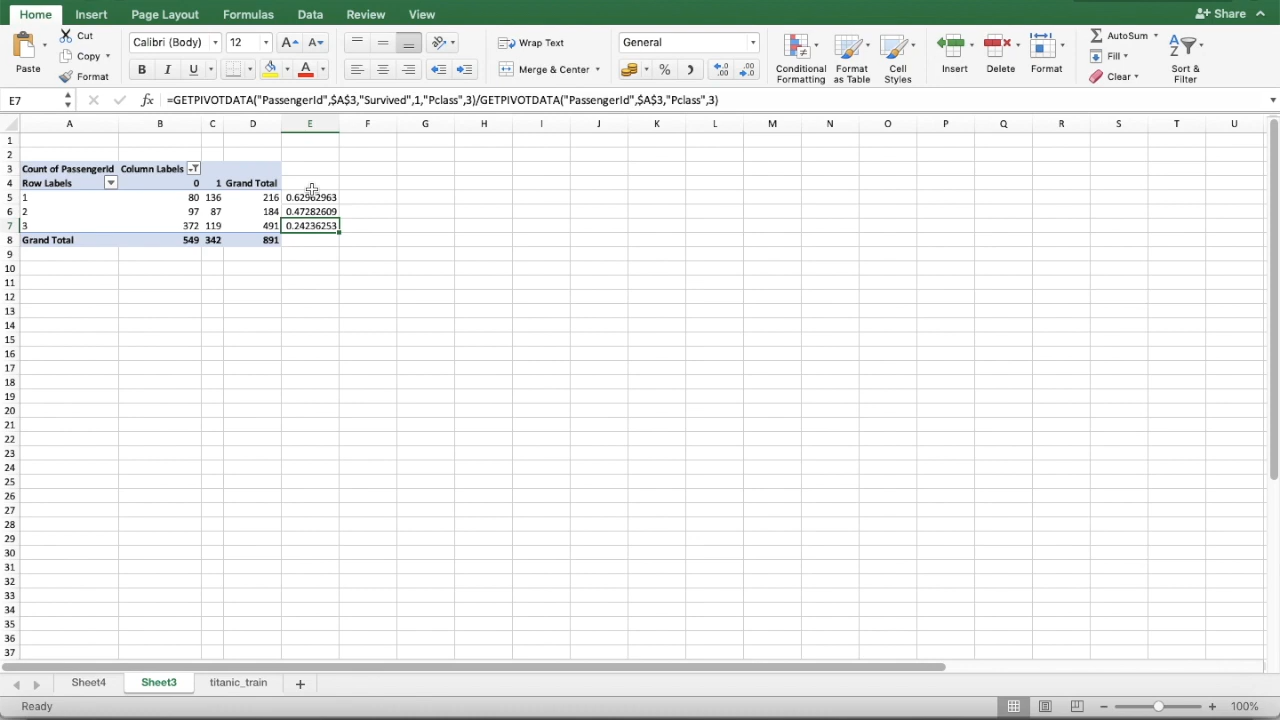 Home Insert Page Layout Formulas Data Review View Share
Cut
Copy
Format
Paste
Calibri (Body) 12 A A
B I U A
Wrap Text
Merge & Center
General
%
Conditional
Formatting
Format
as Table
Cell
Styles
Insert Delete Format
AutoSum
Fill
Clear
Sort &
Filter
E7 fx =GETPIVOTDATA("PassengerId",$A$3,"Survived",1,"Pclass",3)/GETPIVOTDATA("PassengerId",$A$3,"Pclass",3)
A B C D E F G H I J K L M N O P Q R S T U
1
2
3 Count of PassengerId Column Labels
4 Row Labels 0 1 Grand Total
5 1 80 136 216 0.62962963
6 2 97 87 184 0.47282609
7 3 372 119 491 0.24236253
8 Grand Total 549 342 891
9
10
11
12
13
14
15
16
17
18
19
20
21
22
23
24
25
26
27
28
29
30
31
32
33
34
35
36
37
Sheet4 Sheet3 titanic_train +
Ready 100%